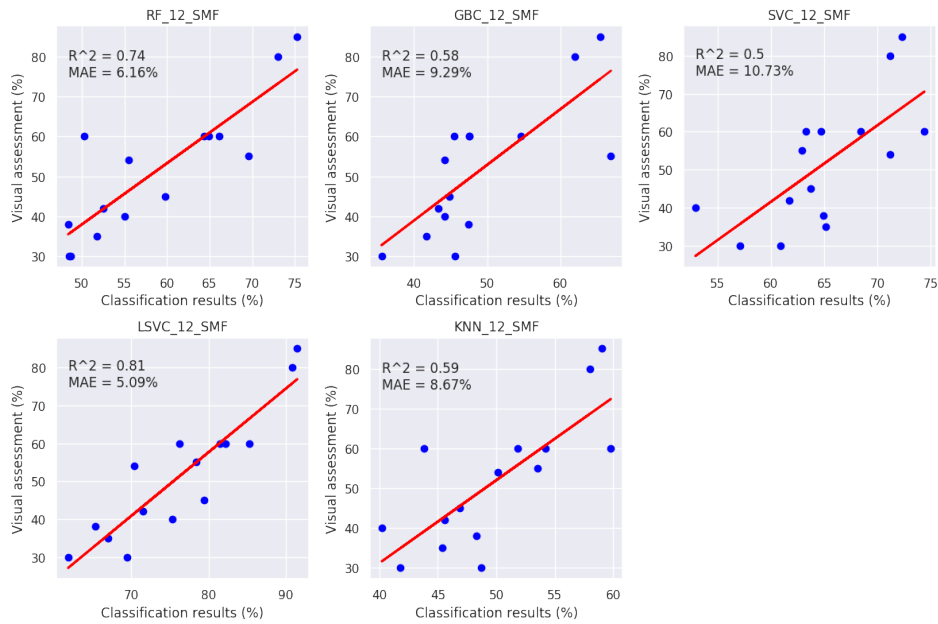 RF_12_SMF
R^2 = 0.74
MAE = 6.16%
Visual assessment (%)
80
70
60
50
40
30
50 55 60 65 70 75
Classification results (%)
GBC_12_SMF
R^2 = 0.58
MAE = 9.29%
Visual assessment (%)
80
70
60
50
40
30
40 50 60
Classification results (%)
SVC_12_SMF
R^2 = 0.5
MAE = 10.73%
Visual assessment (%)
80
70
60
50
40
30
55 60 65 70 75
Classification results (%)
LSVC_12_SMF
R^2 = 0.81
MAE = 5.09%
Visual assessment (%)
80
70
60
50
40
30
70 80 90
Classification results (%)
KNN_12_SMF
R^2 = 0.59
MAE = 8.67%
Visual assessment (%)
80
70
60
50
40
30
40 45 50 55 60
Classification results (%)